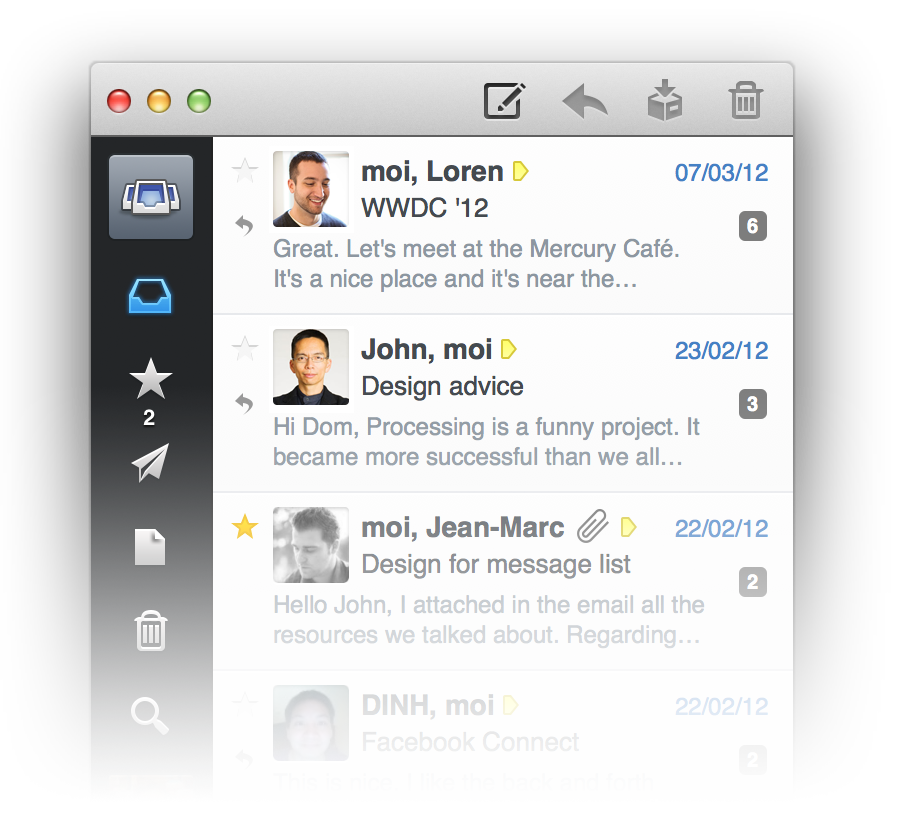 moi, Loren
07/03/12
WWDC '12
6
Great. Let's meet at the Mercury Café.
It's a nice place and it's near the…
John, moi
23/02/12
Design advice
3
Hi Dom, Processing is a funny project. It
became more successful than we all…
2
moi, Jean-Marc
22/02/12
Design for message list
2
Hello John, I attached in the email all the
resources we talked about. Regarding…
DINH, moi
22/02/12
Facebook Connect
2
This is nice. I like the back and forth